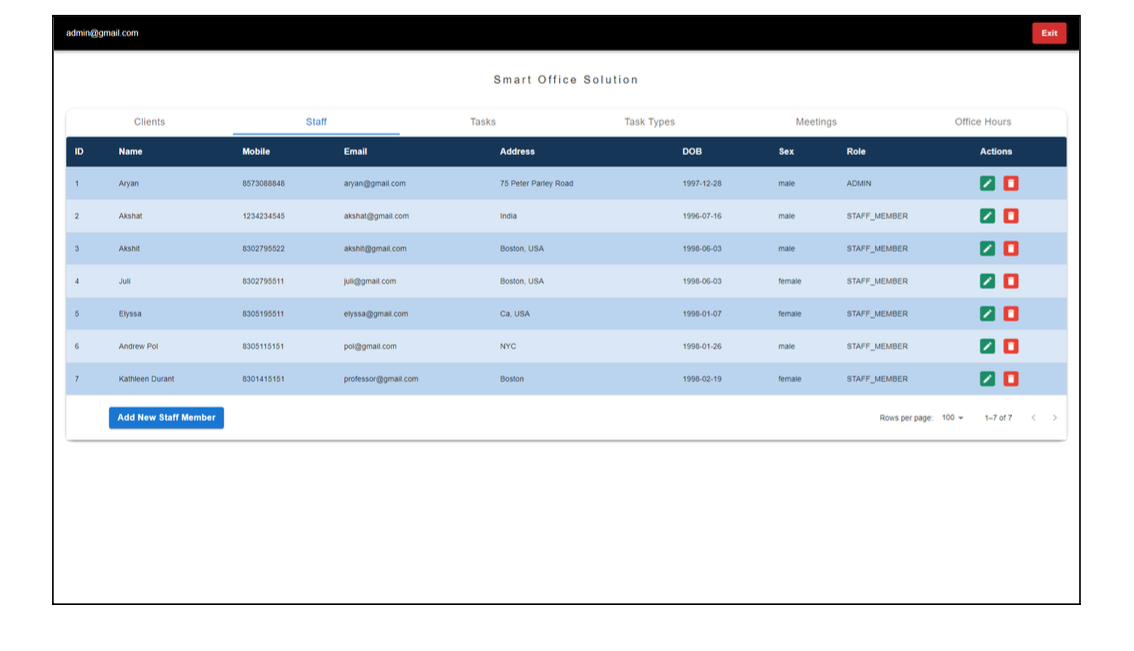 admin@gmail.com Exit
Smart Office Solution
Clients Staff Tasks Task Types Meetings Office Hours
ID Name Mobile Email Address DOB Sex Role Actions
1 Aryan 8573088848 aryan@gmail.com 75 Peter Parley Road 1997-12-28 male ADMIN
2 Akshat 1234234545 akshat@gmail.com India 1996-07-16 male STAFF_MEMBER
3 Akshit 8302795522 akshit@gmail.com Boston, USA 1998-06-03 male STAFF_MEMBER
4 Juli 8302795511 juli@gmail.com Boston, USA 1998-06-03 female STAFF_MEMBER
5 Elyssa 8305195511 elyssa@gmail.com Ca, USA 1998-01-07 female STAFF_MEMBER
6 Andrew Pol 8305115151 pol@gmail.com NYC 1998-01-26 male STAFF_MEMBER
7 Kathleen Durant 8301415151 professor@gmail.com Boston 1998-02-19 female STAFF_MEMBER
Add New Staff Member Rows per page: 100 1–7 of 7